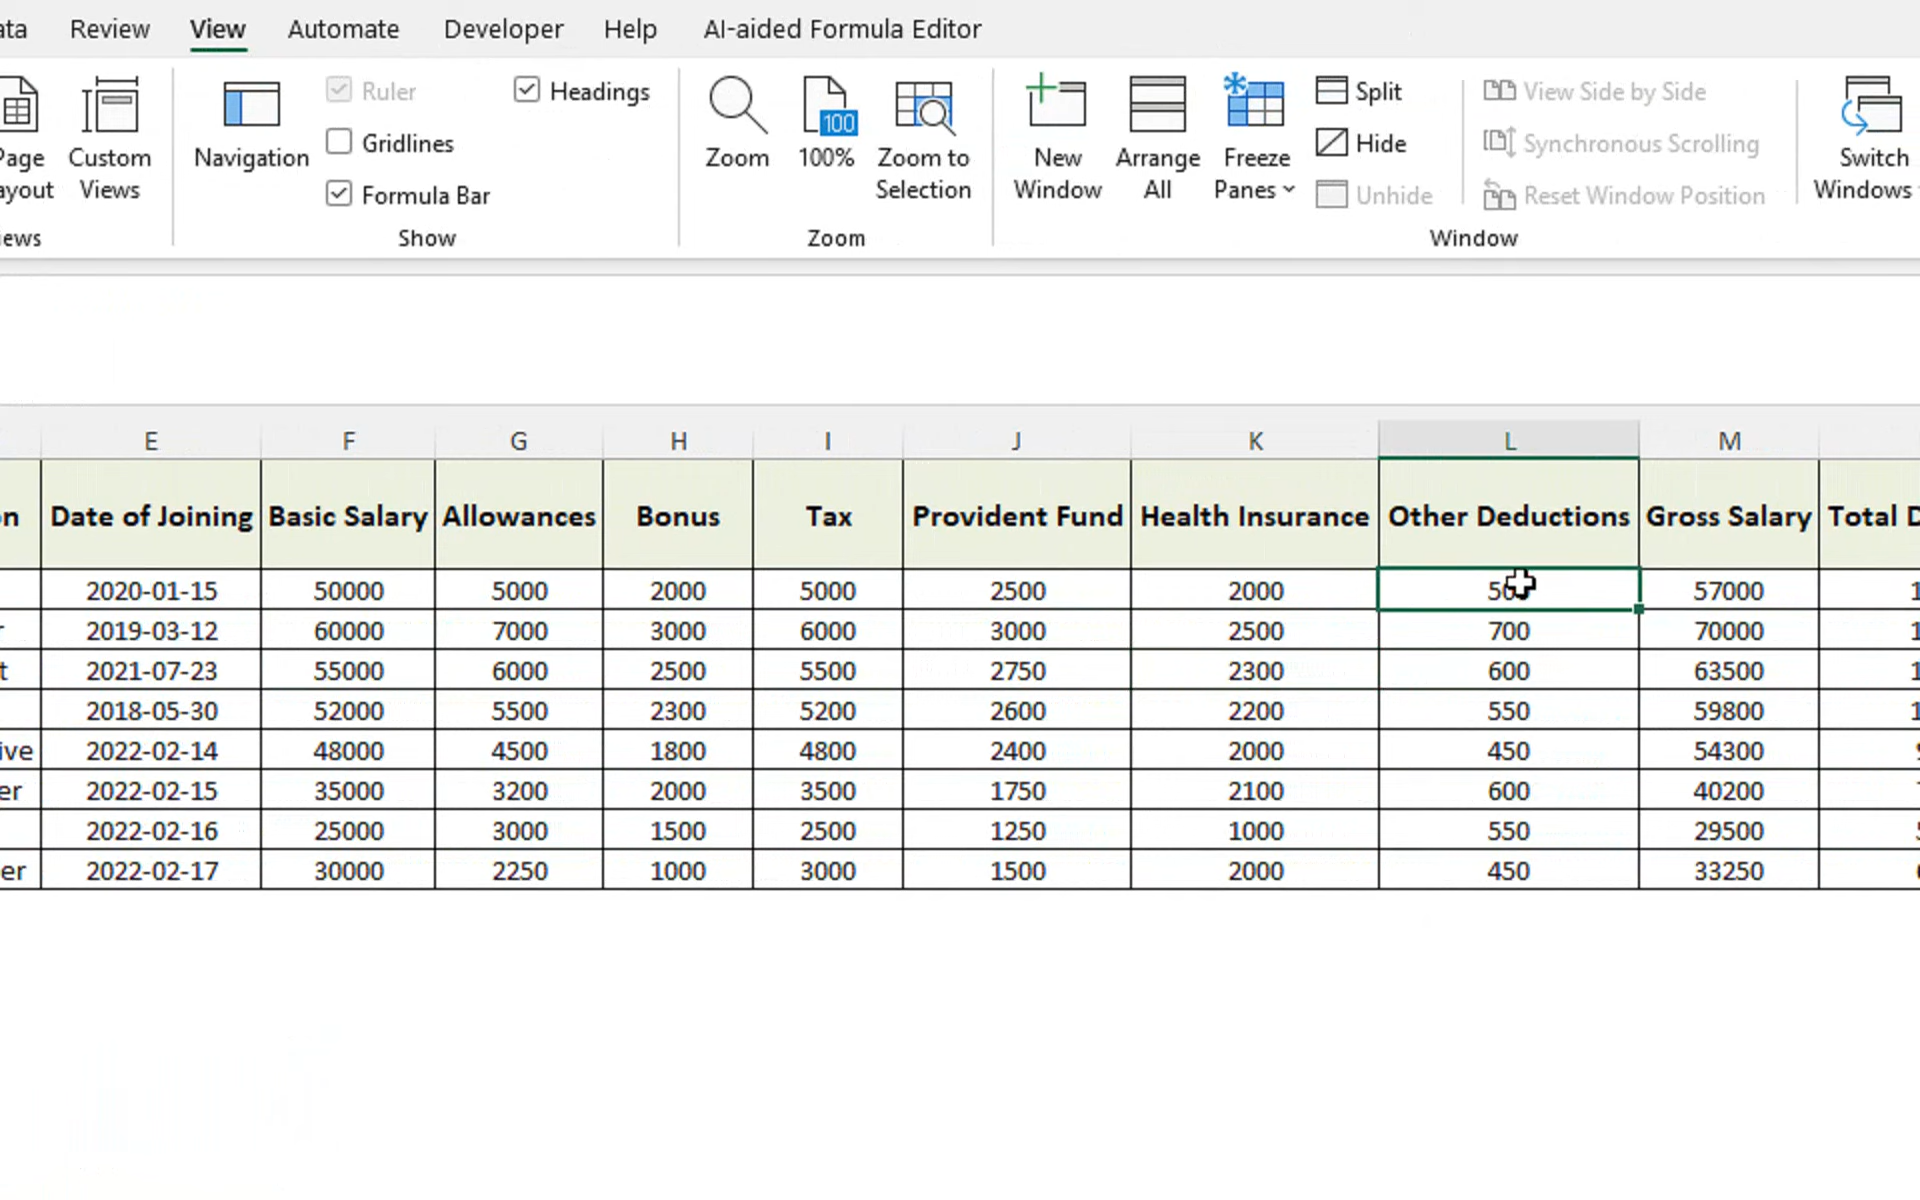 ata Review View Automate Developer Help AI-aided Formula Editor
Ruler Headings Split View Side by Side
100
Gridlines Hide Synchronous Scrolling
Page Custom Navigation Zoom 100% Zoom to New Arrange Freeze Switch
ayout Views Formula Bar Selection Window All Panes Unhide Reset Window Position Windows
iews Show Zoom Window
E F G H I J K L M
on Date of Joining Basic Salary Allowances Bonus Tax Provident Fund Health Insurance Other Deductions Gross Salary Total D
2020-01-15 50000 5000 2000 5000 2500 2000 57000 1
r 2019-03-12 60000 7000 3000 6000 3000 2500 700 70000 1
t 2021-07-23 55000 6000 2500 5500 2750 2300 600 63500 1
2018-05-30 52000 5500 2300 5200 2600 2200 550 59800 1
ive 2022-02-14 48000 4500 1800 4800 2400 2000 450 54300
er 2022-02-15 35000 3200 2000 3500 1750 2100 600 40200
2022-02-16 25000 3000 1500 2500 1250 1000 550 29500
er 2022-02-17 30000 2250 1000 3000 1500 2000 450 33250